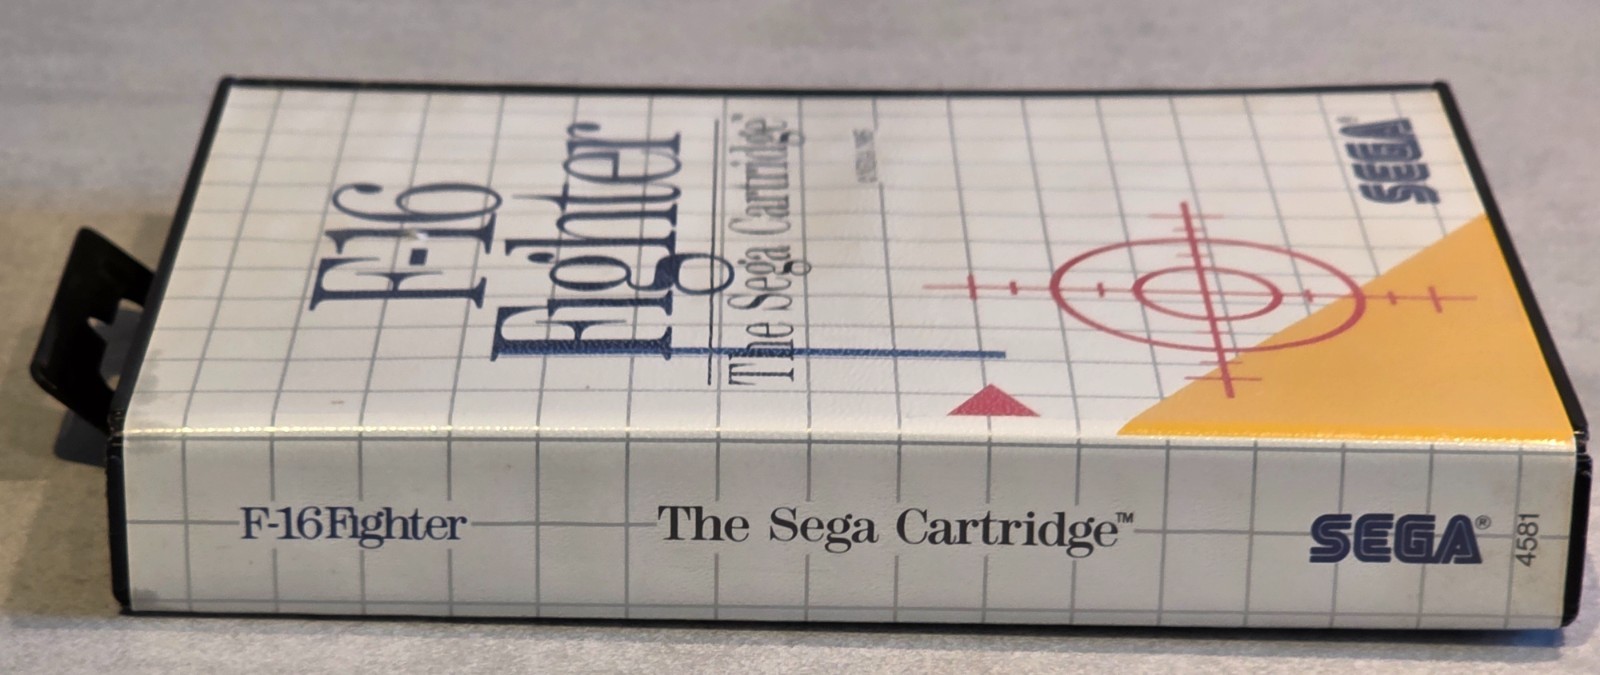 F-16
Fighter
The Sega Cartridge™
SEGA®
F-16 Fighter
The Sega Cartridge™
SEGA®
4581